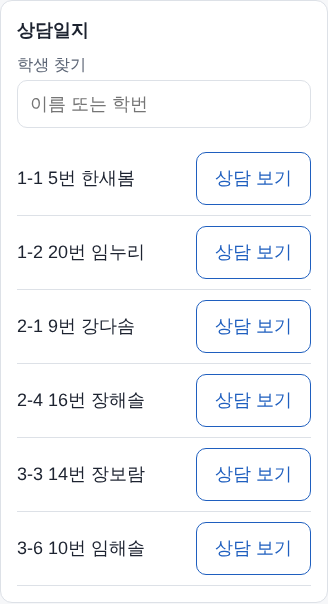 상담일지
학생 찾기
이름 또는 학번
1-1 5번 한새봄 상담 보기
1-2 20번 임누리 상담 보기
2-1 9번 강다솜 상담 보기
2-4 16번 장해솔 상담 보기
3-3 14번 장보람 상담 보기
3-6 10번 임해솔 상담 보기